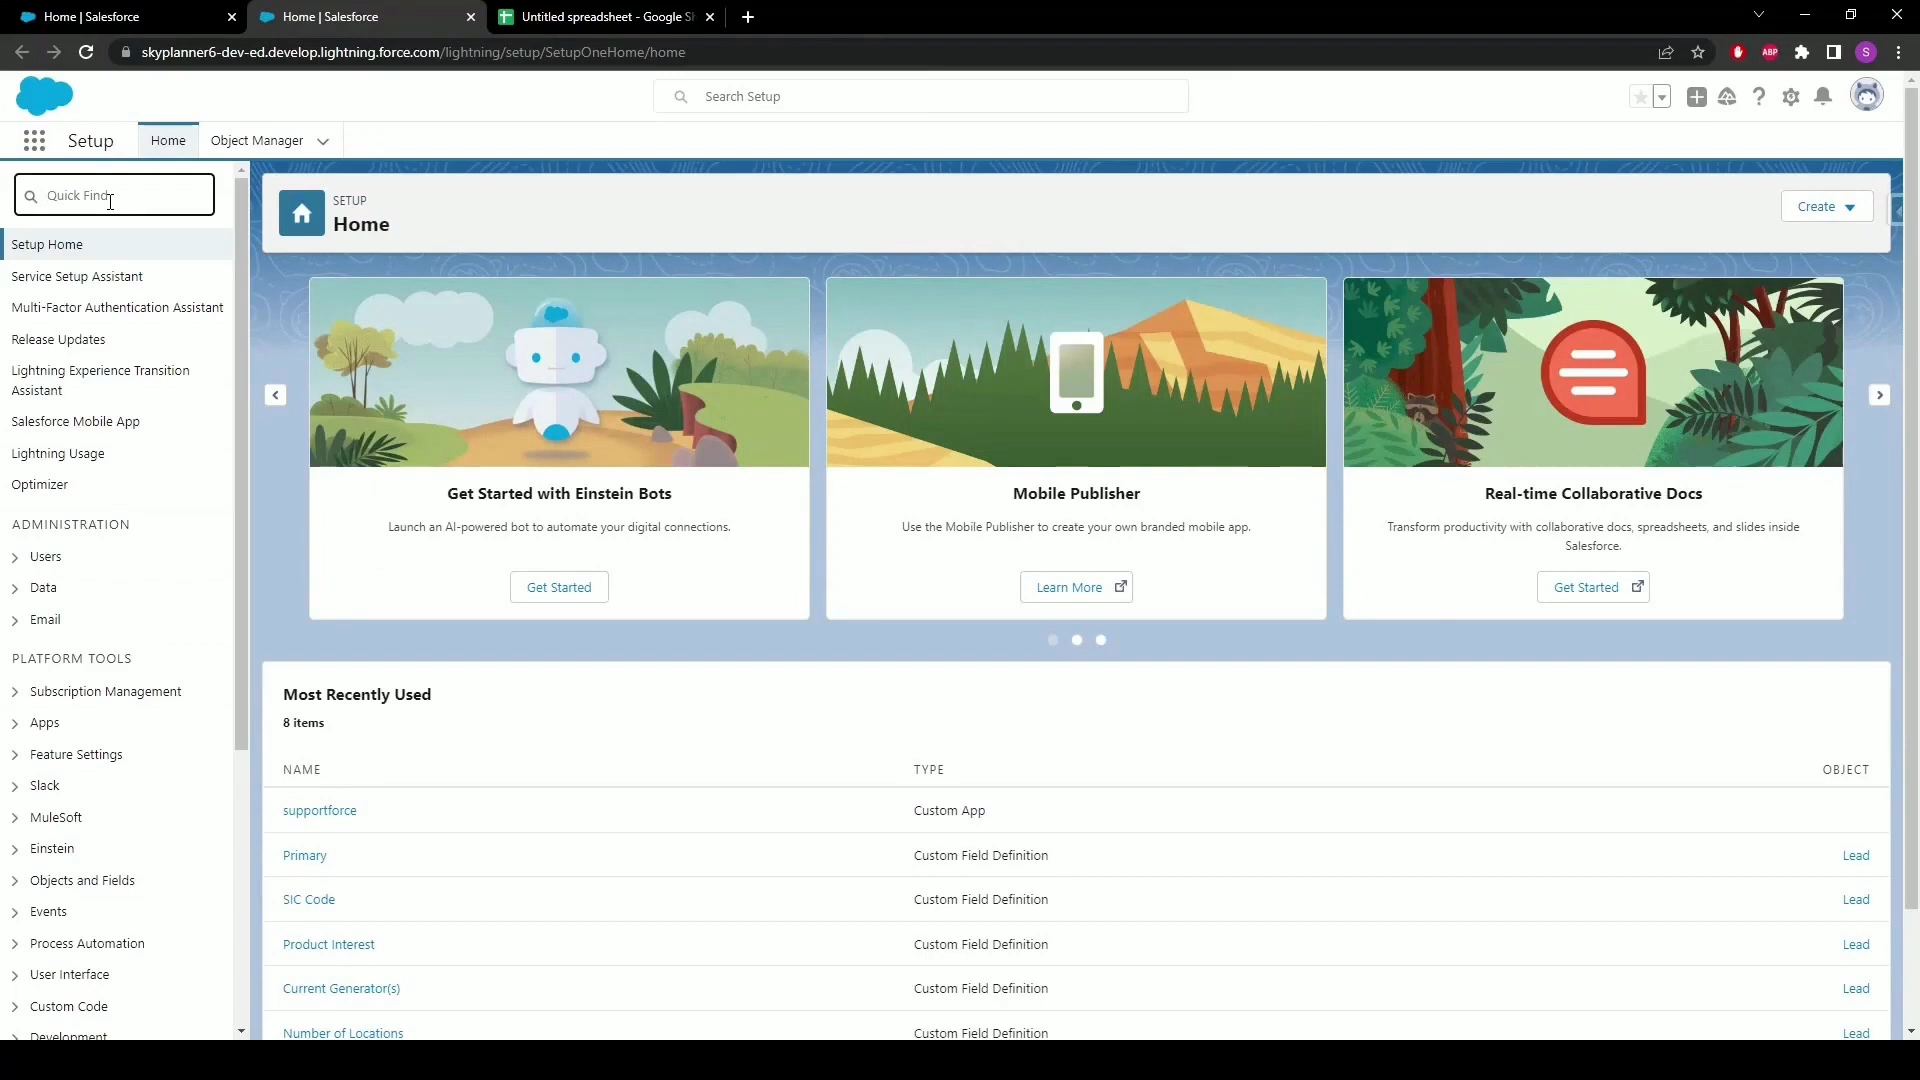 Home | Salesforce
Home | Salesforce
Untitled spreadsheet - Google Sh
skyplanner6-dev-ed.develop.lightning.force.com/lightning/setup/SetupOneHome/home
ABP
S
Search Setup
Setup
Home
Object Manager
Quick Find
Setup Home
Service Setup Assistant
Multi-Factor Authentication Assistant
Release Updates
Lightning Experience Transition
Assistant
Salesforce Mobile App
Lightning Usage
Optimizer
ADMINISTRATION
Users
Data
Email
PLATFORM TOOLS
Subscription Management
Apps
Feature Settings
Slack
MuleSoft
Einstein
Objects and Fields
Events
Process Automation
User Interface
Custom Code
Development
SETUP
Home
Create
Get Started with Einstein Bots
Launch an AI-powered bot to automate your digital connections.
Get Started
Mobile Publisher
Use the Mobile Publisher to create your own branded mobile app.
Learn More
Real-time Collaborative Docs
Transform productivity with collaborative docs, spreadsheets, and slides inside
Salesforce.
Get Started
Most Recently Used
8 items
NAME TYPE OBJECT
supportforce Custom App
Primary Custom Field Definition Lead
SIC Code Custom Field Definition Lead
Product Interest Custom Field Definition Lead
Current Generator(s) Custom Field Definition Lead
Number of Locations Custom Field Definition Lead